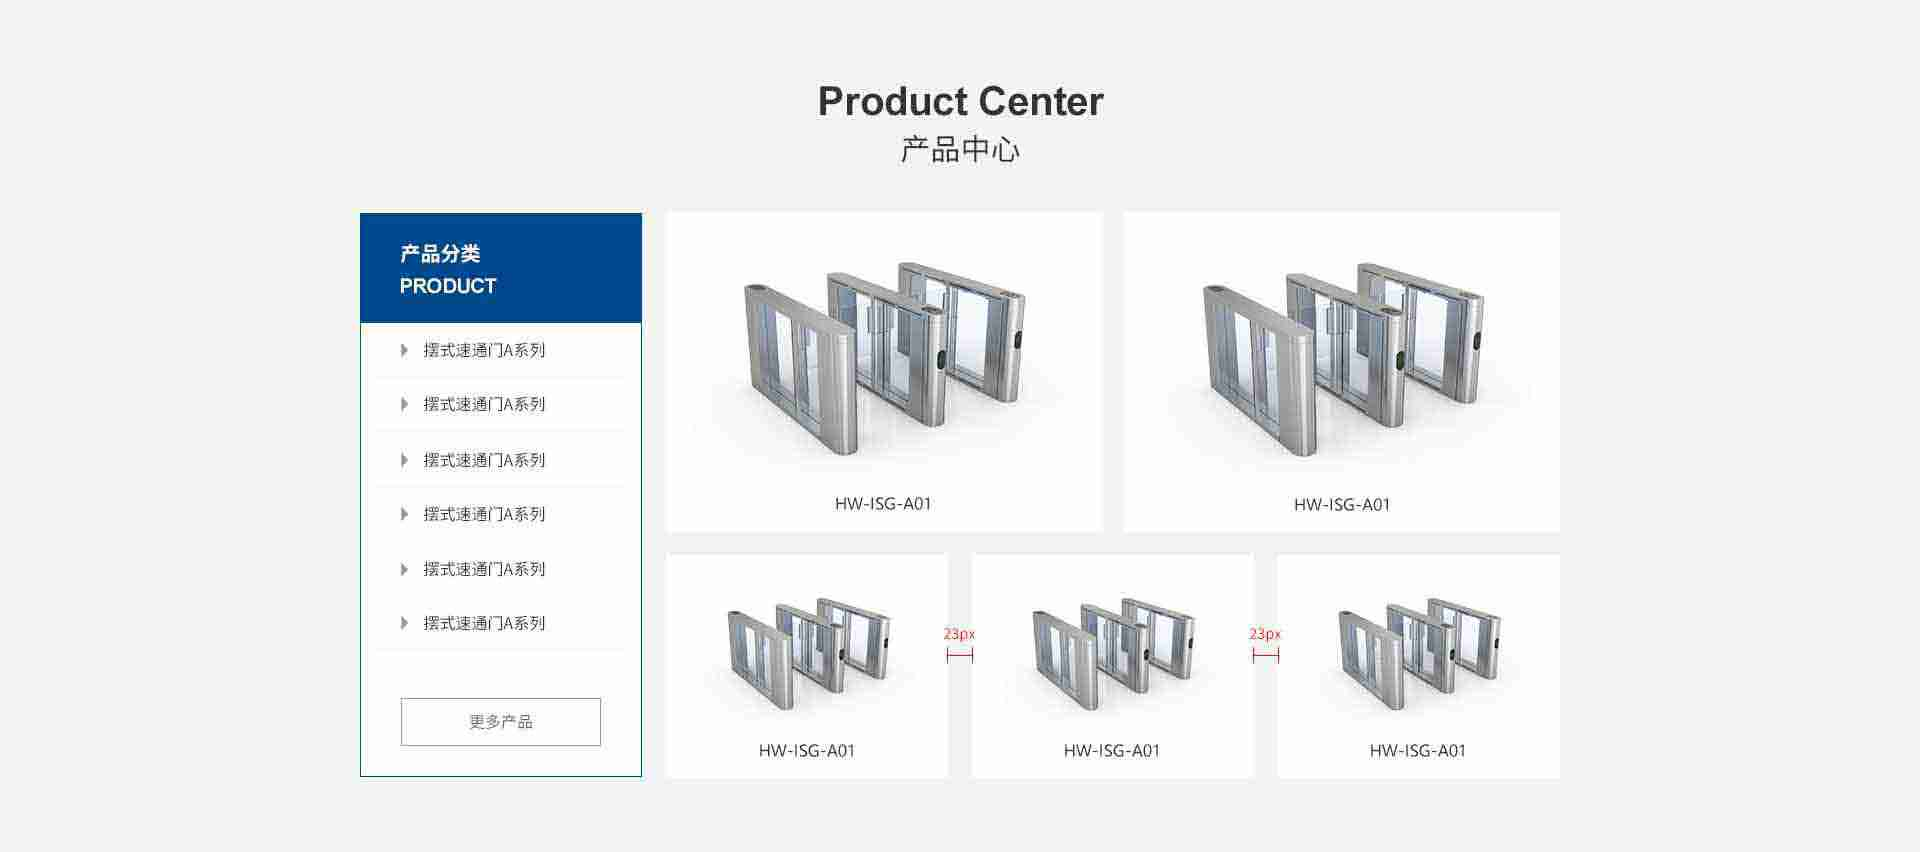 Product Center
产品中心
产品分类
PRODUCT
摆式速通门A系列
摆式速通门A系列
摆式速通门A系列
摆式速通门A系列
摆式速通门A系列
摆式速通门A系列
更多产品
HW-ISG-A01
HW-ISG-A01
23px
23px
HW-ISG-A01
HW-ISG-A01
HW-ISG-A01